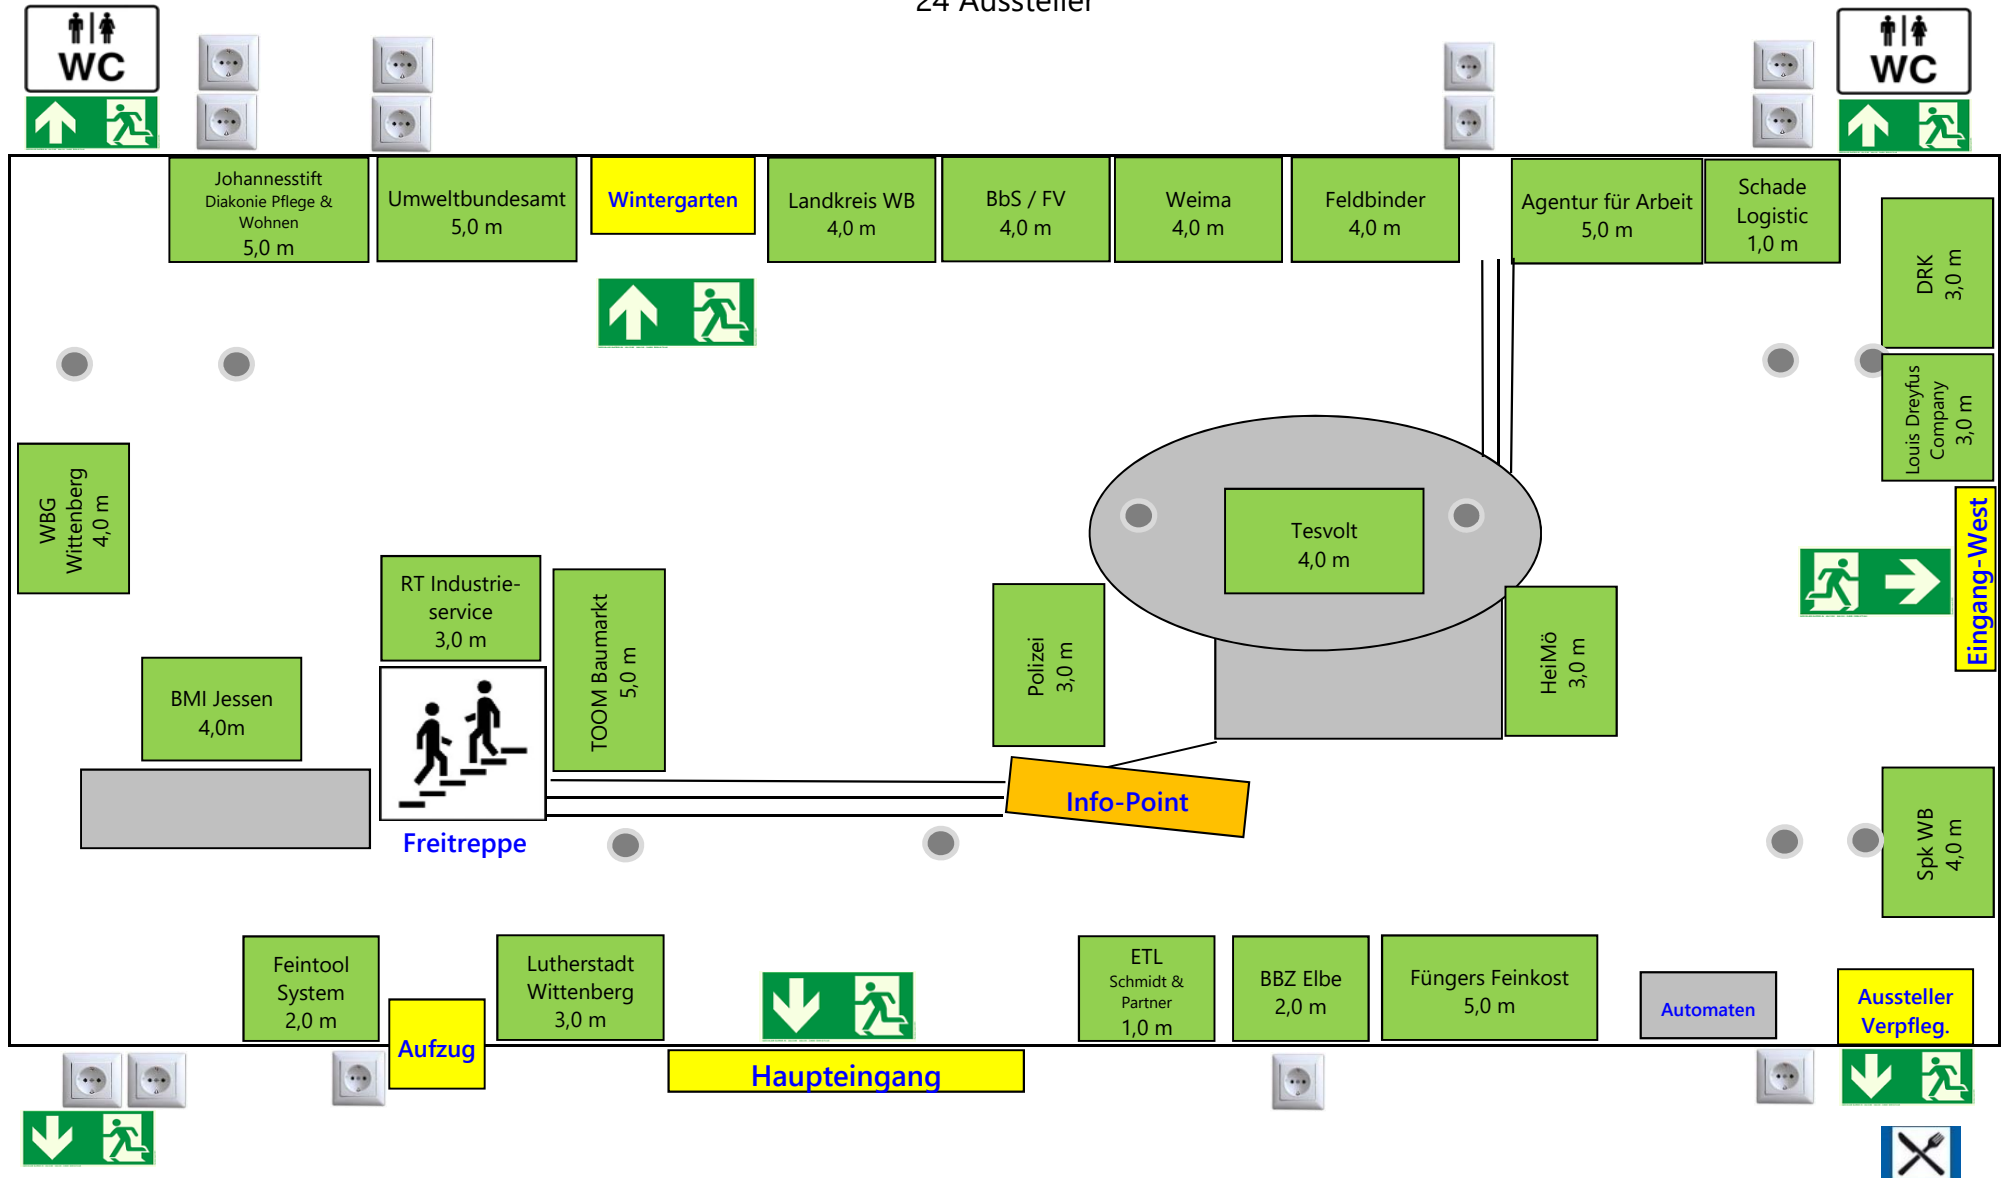 24 Aussteller
WC
WC
Johannesstift
Diakonie Pflege &
Wohnen
5,0 m
Umweltbundesamt
5,0 m
Wintergarten
Landkreis WB
4,0 m
BbS / FV
4,0 m
Weima
4,0 m
Feldbinder
4,0 m
Agentur für Arbeit
5,0 m
Schade
Logistic
1,0 m
DRK
3,0 m
Louis Dreyfus
Company
3,0 m
WBG
Wittenberg
4,0 m
Tesvolt
4,0 m
Eingang-West
RT Industrie-
service
3,0 m
TOOM Baumarkt
5,0 m
Polizei
3,0 m
HeiMö
3,0 m
BMI Jessen
4,0m
Freitreppe
Info-Point
Spk WB
4,0 m
Feintool
System
2,0 m
Aufzug
Lutherstadt
Wittenberg
3,0 m
Haupteingang
ETL
Schmidt &
Partner
1,0 m
BBZ Elbe
2,0 m
Füngers Feinkost
5,0 m
Automaten
Aussteller
Verpfleg.